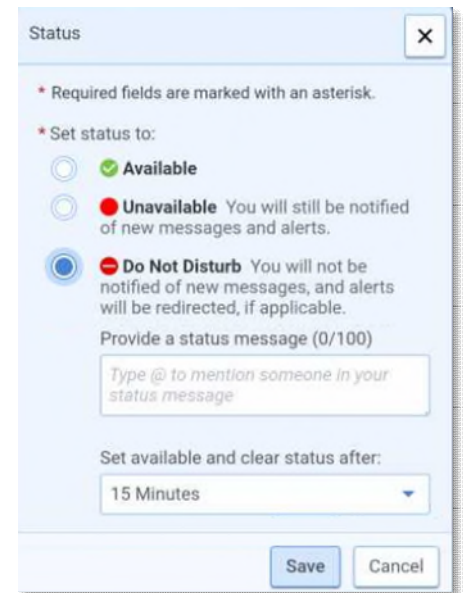 Status
* Required fields are marked with an asterisk.
* Set status to:
Available
Unavailable You will still be notified
of new messages and alerts.
Do Not Disturb You will not be
notified of new messages, and alerts
will be redirected, if applicable.
Provide a status message (0/100)
Type @ to mention someone in your
status message
Set available and clear status after:
15 Minutes
Save Cancel